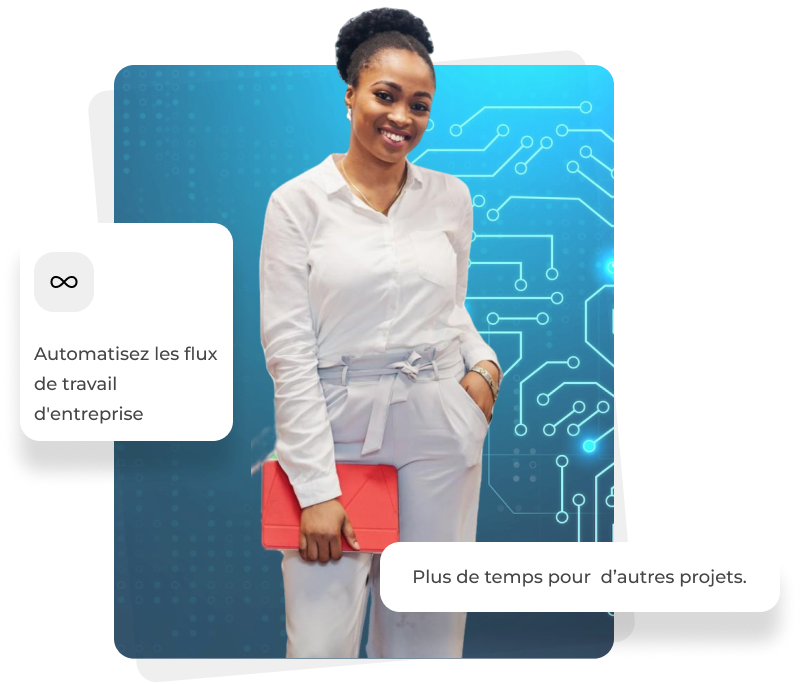 Automatisez les flux
de travail
d'entreprise
Plus de temps pour  d’autres projets.